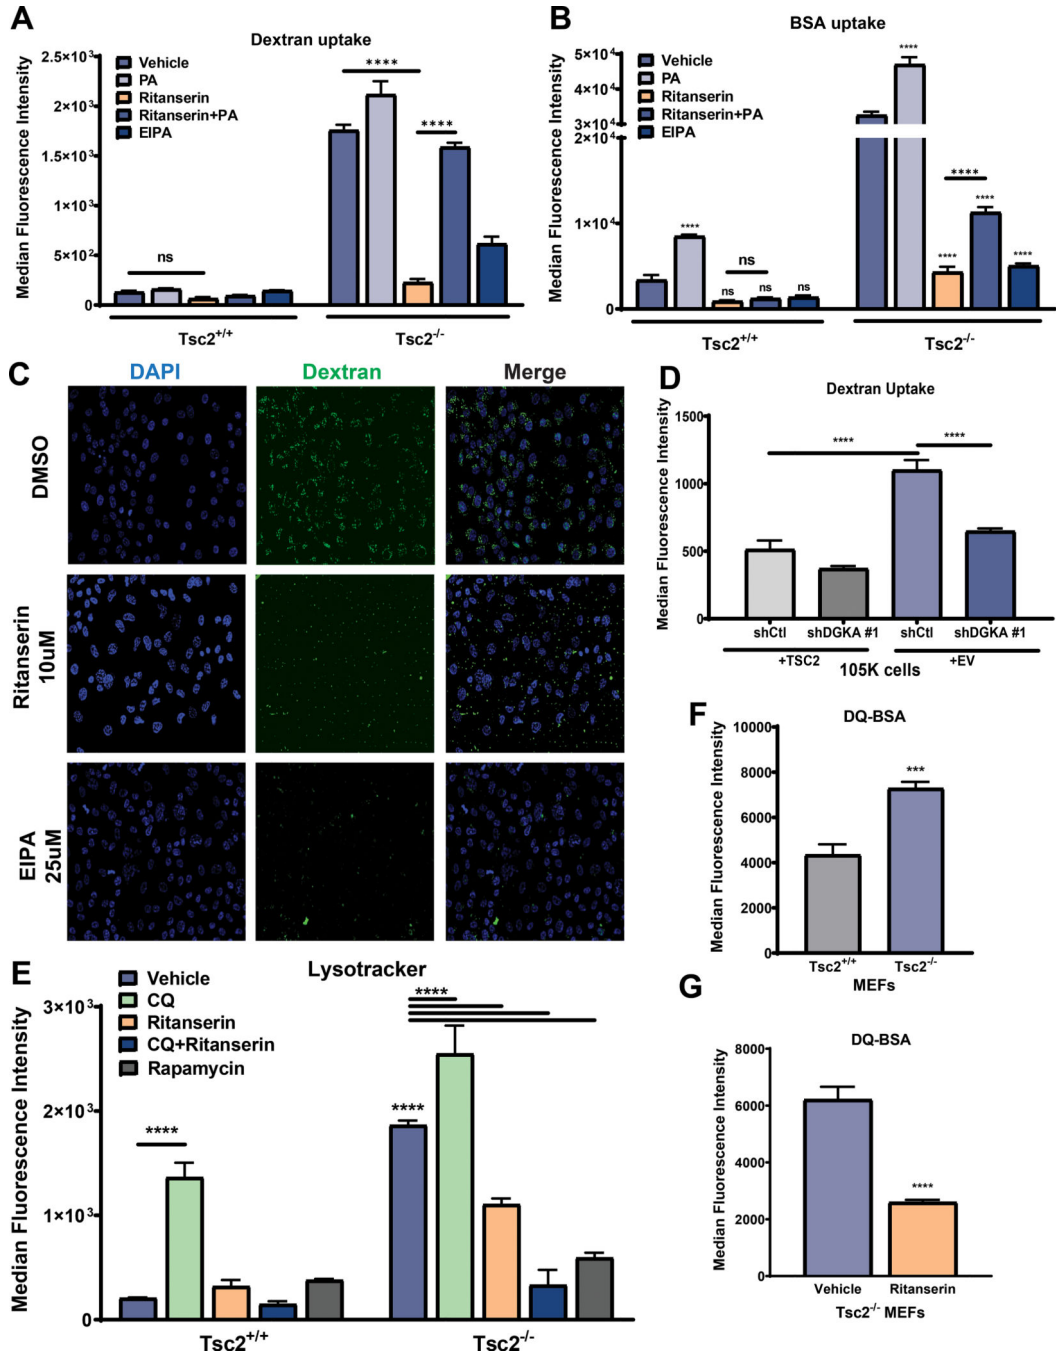 A
Dextran uptake
Median Fluorescence Intensity
2.5×10³
2×10³
1.5×10³
1×10³
5×10²
0
Vehicle
PA
Ritanserin
Ritanserin+PA
EIPA
ns
****
****
Tsc2+/+
Tsc2-/-
B
BSA uptake
Median Fluorescence Intensity
5×10⁴
4×10⁴
3×10⁴
2×10⁴
1×10⁴
0
Vehicle
PA
Ritanserin
Ritanserin+PA
EIPA
****
ns
ns
ns
ns
****
****
****
****
****
Tsc2+/+
Tsc2-/-
C
DAPI
Dextran
Merge
DMSO
Ritanserin
10uM
EIPA
25uM
D
Dextran Uptake
Median Fluorescence Intensity
1500
1000
500
0
****
****
shCtl
shDGKA #1
shCtl
shDGKA #1
+TSC2
+EV
105K cells
E
Lysotracker
Median Fluorescence Intensity
3×10³
2×10³
1×10³
0
Vehicle
CQ
Ritanserin
CQ+Ritanserin
Rapamycin
****
****
****
Tsc2+/+
Tsc2-/-
F
DQ-BSA
Median Fluorescence Intensity
10000
8000
6000
4000
2000
0
***
Tsc2+/+
Tsc2-/-
MEFs
G
DQ-BSA
Median Fluorescence Intensity
8000
6000
4000
2000
0
****
Vehicle
Ritanserin
Tsc2-/- MEFs